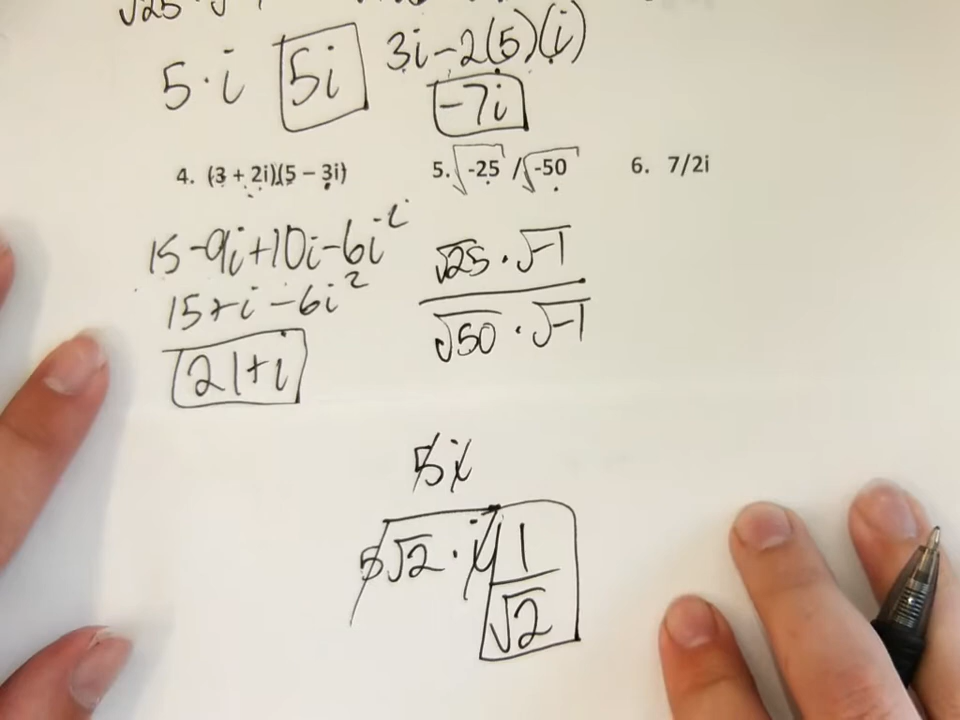 √25
5·i 5i 3i-2(5)(i)
-7i
4. (3 + 2i)(5 – 3i) 5. √-25 /√-50 6. 7/2i
15-9i+10i-6i²
15+i-6i²
21+i
√25·√-1
√50·√-1
5i
5√2·i
1
√2